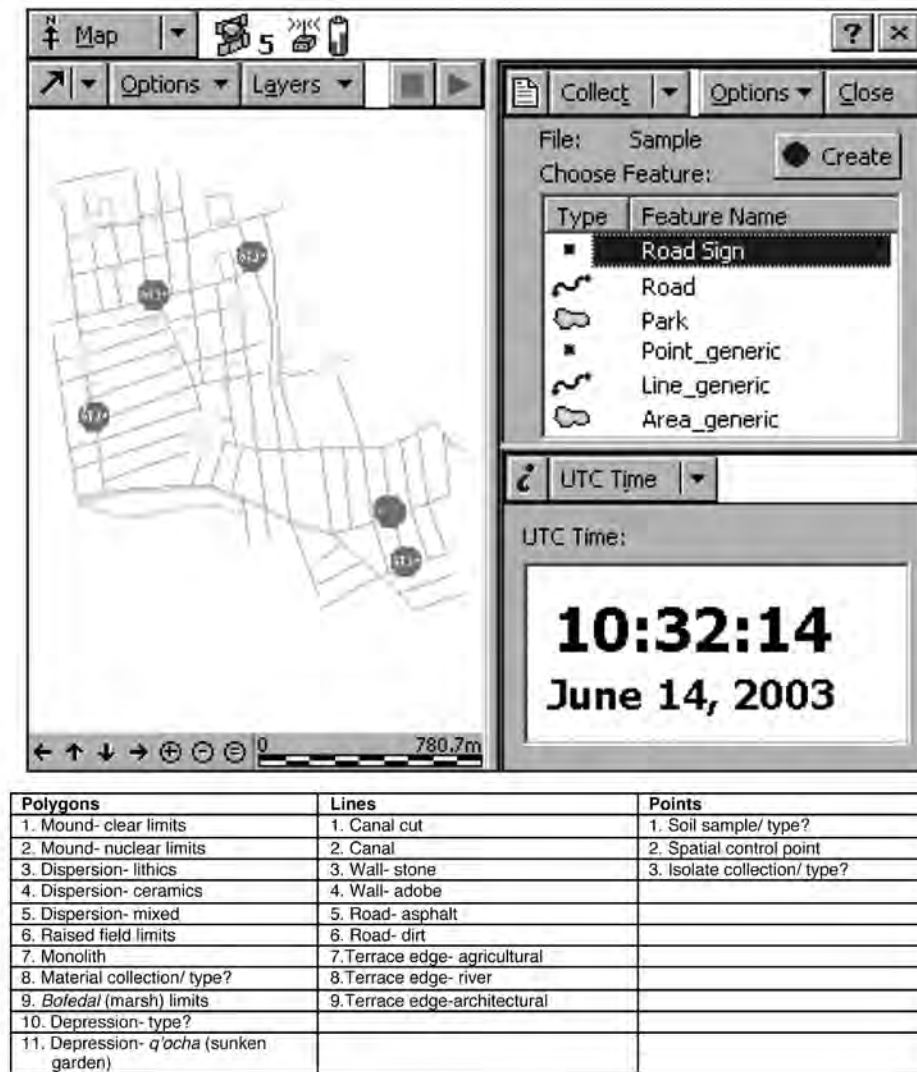 N
Map
5
?
×
Options
Layers
Collect
Options
Close
File: Sample
Create
Choose Feature:
Type Feature Name
Road Sign
Road
Park
Point_generic
Line_generic
Area_generic
UTC Time
UTC Time:
10:32:14
June 14, 2003
0 780.7m
Polygons Lines Points
1. Mound- clear limits 1. Canal cut 1. Soil sample/ type?
2. Mound- nuclear limits 2. Canal 2. Spatial control point
3. Dispersion- lithics 3. Wall- stone 3. Isolate collection/ type?
4. Dispersion- ceramics 4. Wall- adobe
5. Dispersion- mixed 5. Road- asphalt
6. Raised field limits 6. Road- dirt
7. Monolith 7.Terrace edge- agricultural
8. Material collection/ type? 8.Terrace edge- river
9. Bofedal (marsh) limits 9.Terrace edge-architectural
10. Depression- type?
11. Depression- q'ocha (sunken
garden)